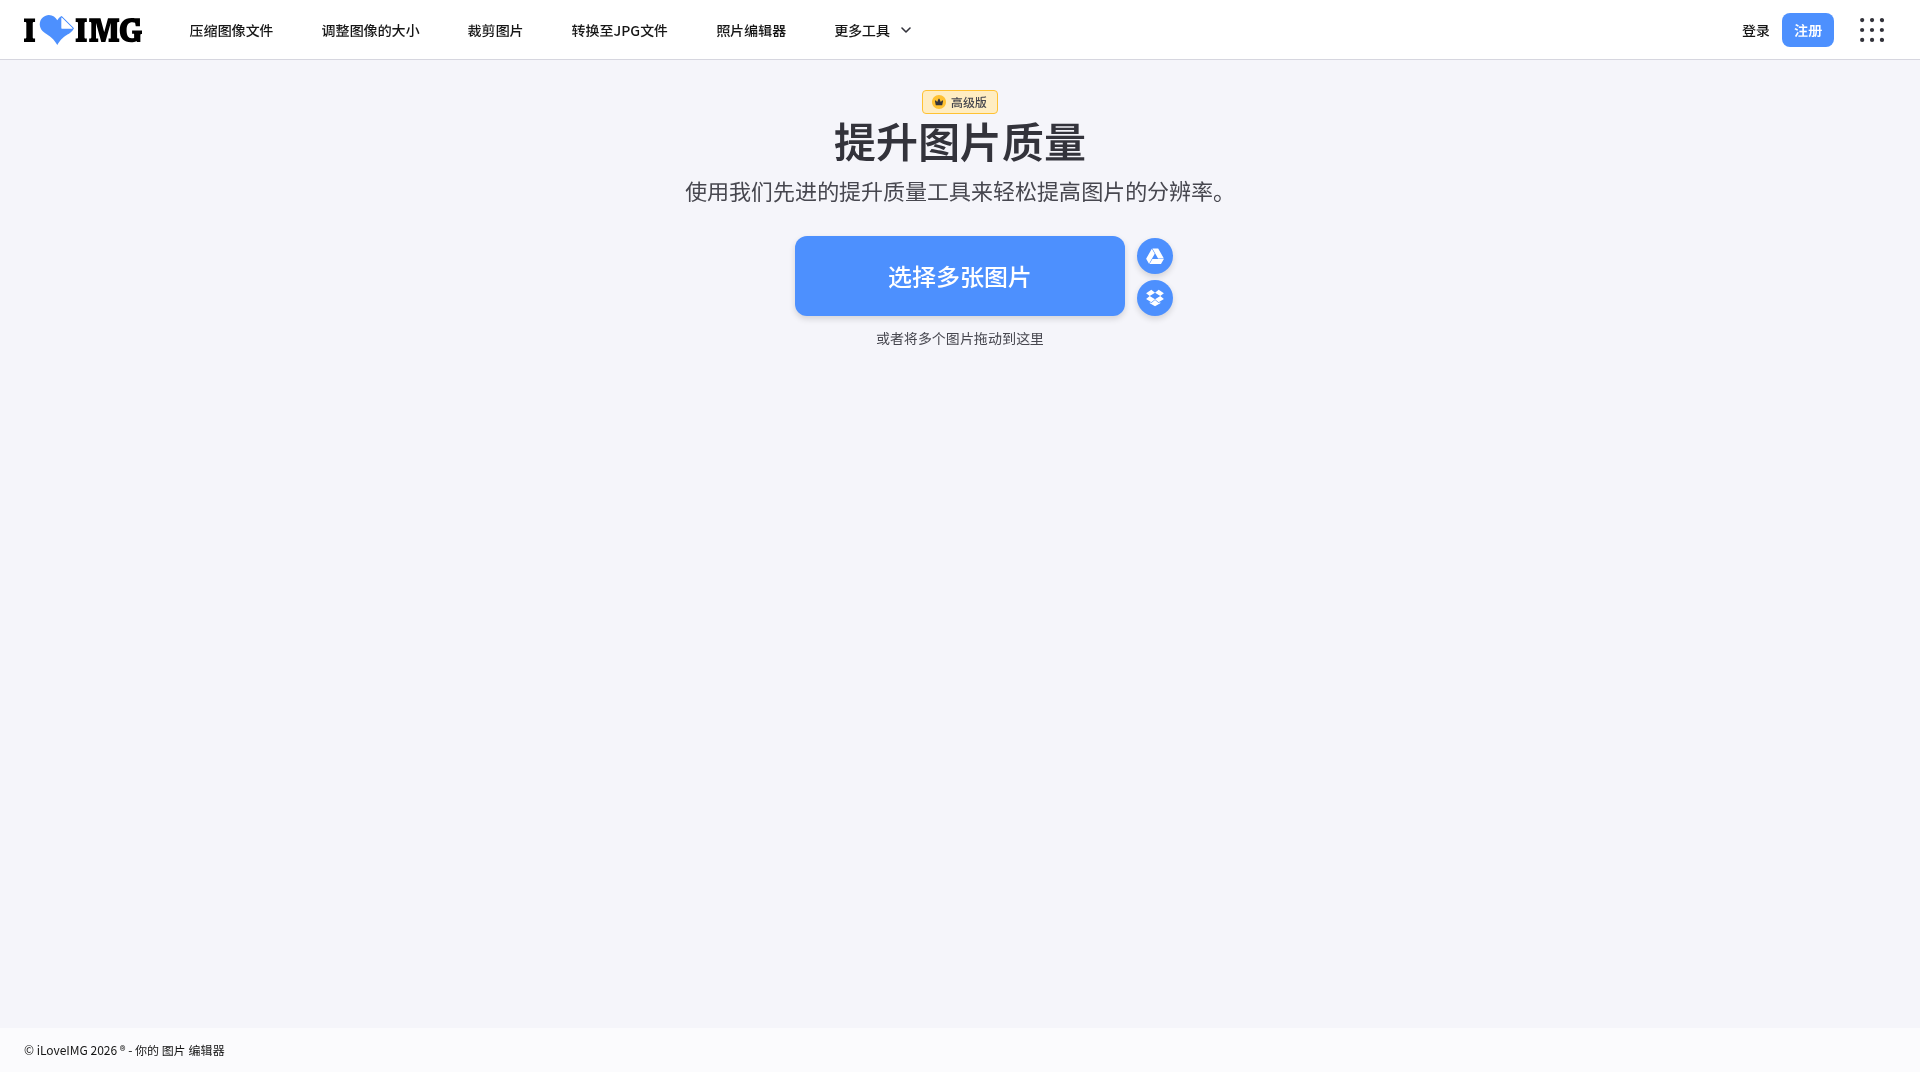 I IMG 压缩图像文件 调整图像的大小 裁剪图片 转换至JPG文件 照片编辑器 更多工具 登录 注册
高级版
提升图片质量
使用我们先进的提升质量工具来轻松提高图片的分辨率。
选择多张图片
或者将多个图片拖动到这里
© iLoveIMG 2026 ® - 你的 图片 编辑器